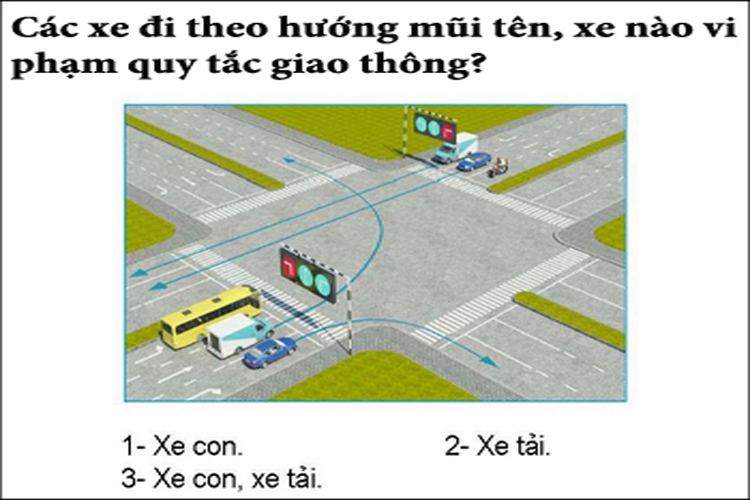 Các xe đi theo hướng mũi tên, xe nào vi
phạm quy tắc giao thông?
1- Xe con.
2- Xe tải.
3- Xe con, xe tải.